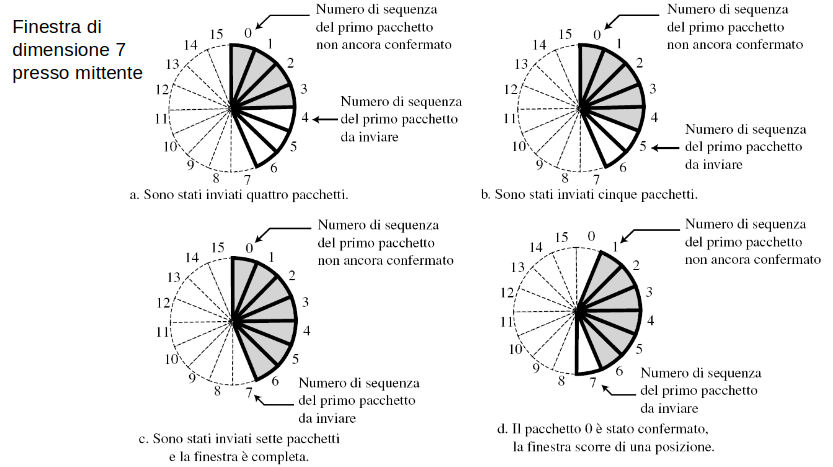 Finestra di
dimensione 7
presso mittente
Numero di sequenza
del primo pacchetto
non ancora confermato
0
1
2
3
4
5
6
7
8
9
10
11
12
13
14
15
Numero di sequenza
del primo pacchetto
da inviare
a. Sono stati inviati quattro pacchetti.
Numero di sequenza
del primo pacchetto
non ancora confermato
0
1
2
3
4
5
6
7
8
9
10
11
12
13
14
15
Numero di sequenza
del primo pacchetto
da inviare
b. Sono stati inviati cinque pacchetti.
Numero di sequenza
del primo pacchetto
non ancora confermato
0
1
2
3
4
5
6
7
8
9
10
11
12
13
14
15
Numero di sequenza
del primo pacchetto
da inviare
c. Sono stati inviati sette pacchetti
e la finestra è completa.
Numero di sequenza
del primo pacchetto
non ancora confermato
0
1
2
3
4
5
6
7
8
9
10
11
12
13
14
15
Numero di sequenza
del primo pacchetto
da inviare
d. Il pacchetto 0 è stato confermato,
la finestra scorre di una posizione.